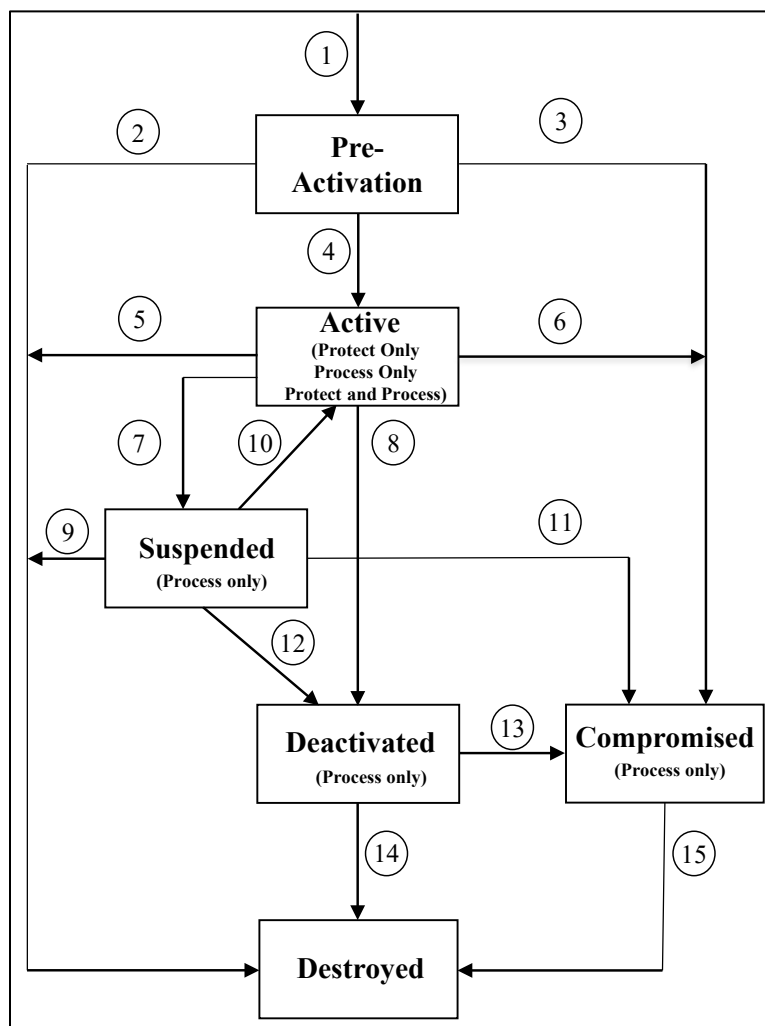 1
2
3
Pre-
Activation
4
5
Active
6
(Protect Only
Process Only
Protect and Process)
7
10
8
9
11
Suspended
(Process only)
12
Deactivated
(Process only)
13
Compromised
(Process only)
14
15
Destroyed